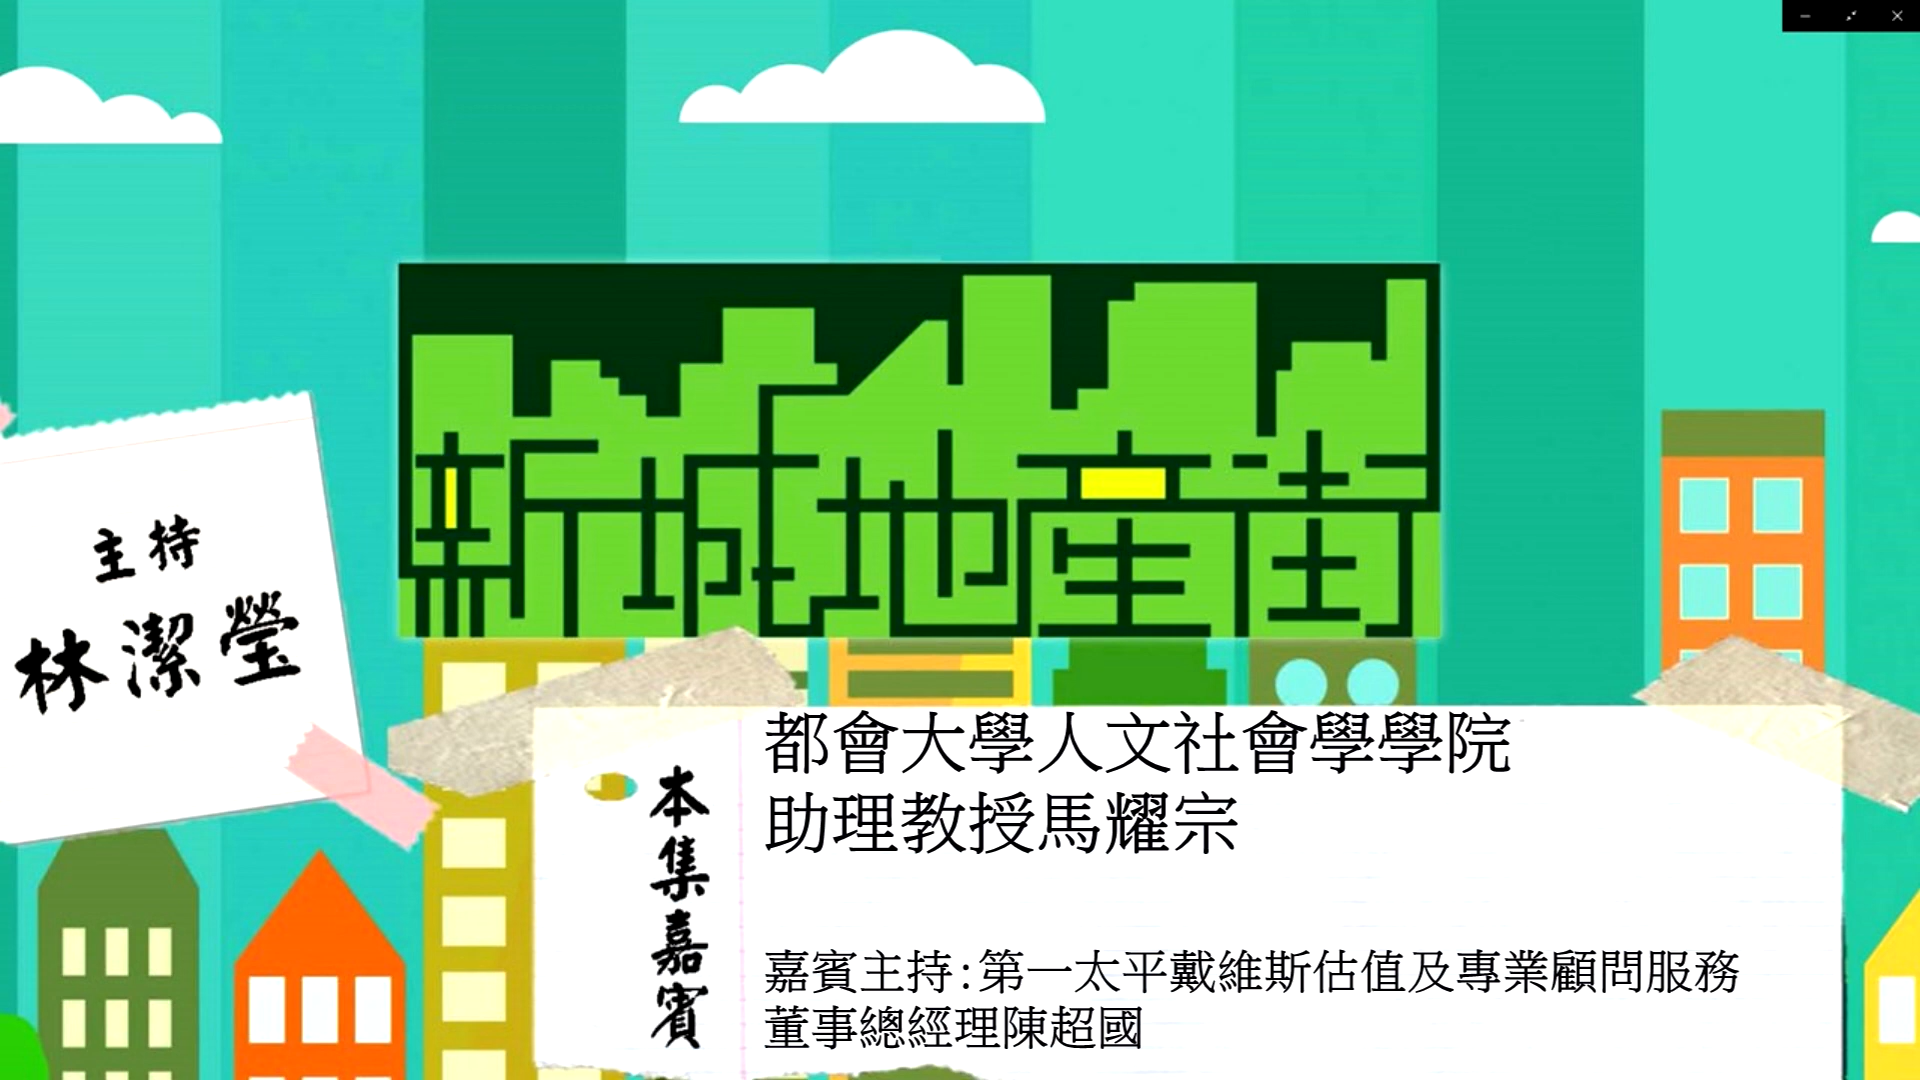 新城地產街
主持
林潔瑩
本集嘉賓
都會大學人文社會學學院
助理教授馬耀宗
嘉賓主持:第一太平戴維斯估值及專業顧問服務
董事總經理陳超國